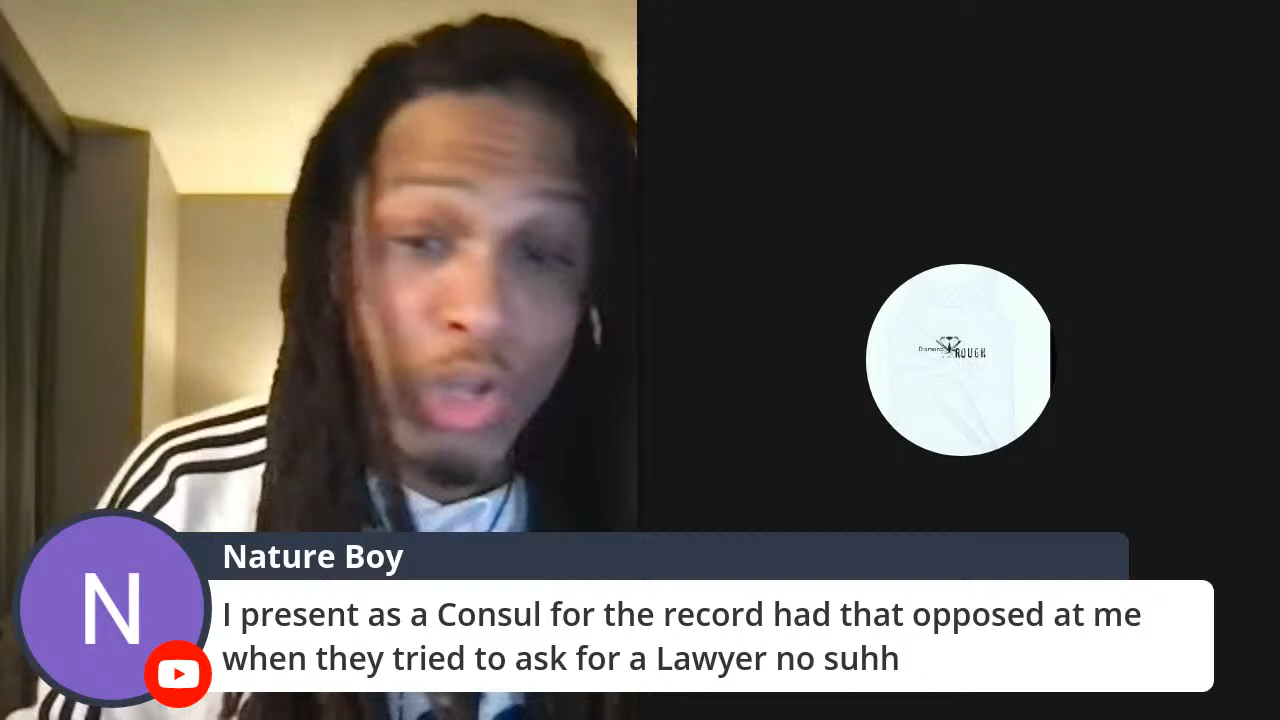 Diamond
ROUGH
N
Nature Boy
I present as a Consul for the record had that opposed at me
when they tried to ask for a Lawyer no suhh